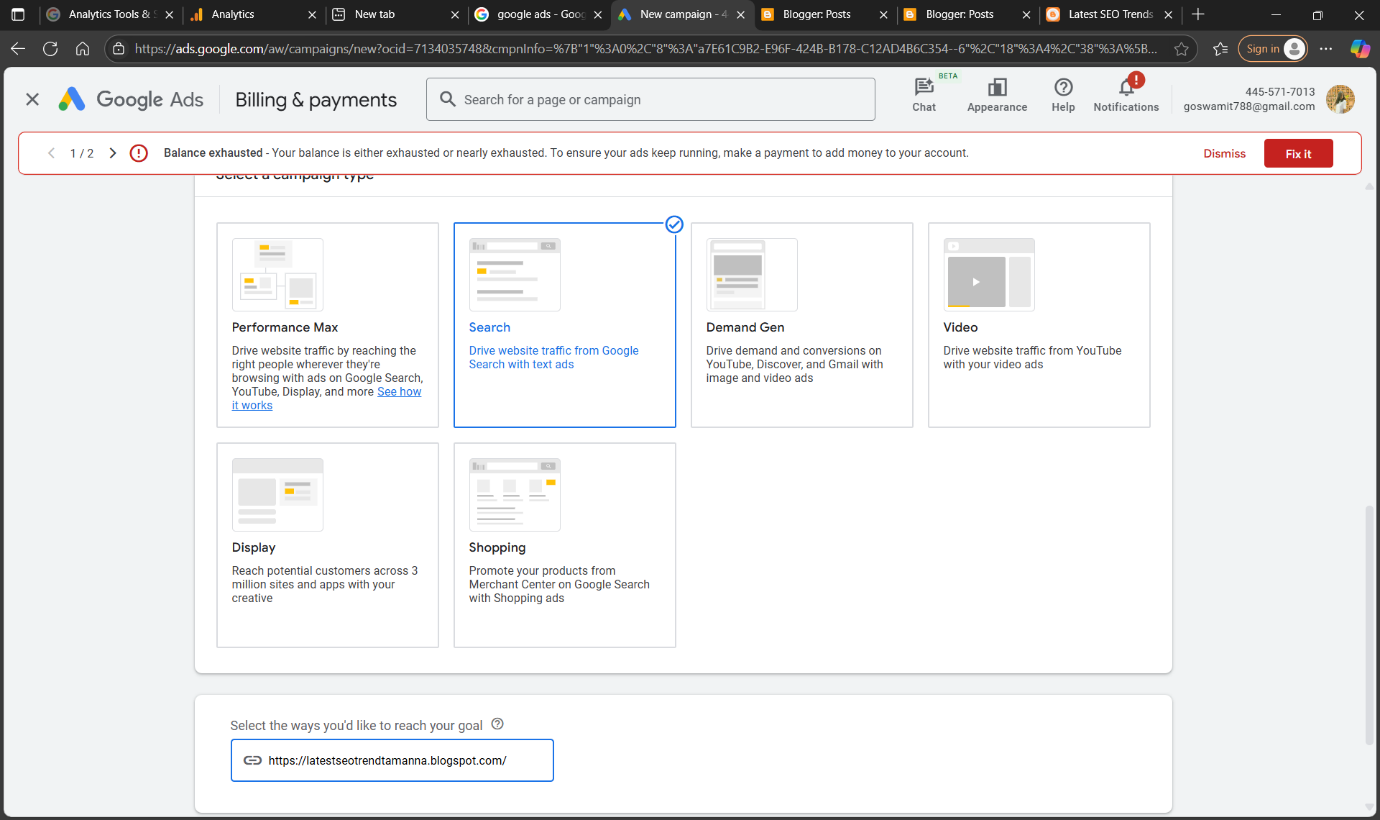 Analytics Tools & S
Analytics
New tab
google ads - Goog
New campaign - 4
Blogger: Posts
Blogger: Posts
Latest SEO Trends
https://ads.google.com/aw/campaigns/new?ocid=7134035748&cmpnInfo=%7B"1"%3A0%2C"8"%3A"a7E61C9B2-E96F-424B-B178-C12AD4B6C354--6"%2C"18"%3A4%2C"38"%3A%5B...
Sign in
Google Ads
Billing & payments
Search for a page or campaign
BETA
Chat
Appearance
Help
Notifications
445-571-7013
goswamit788@gmail.com
1 / 2
Balance exhausted - Your balance is either exhausted or nearly exhausted. To ensure your ads keep running, make a payment to add money to your account.
Dismiss
Fix it
Select a campaign type
Performance Max
Drive website traffic by reaching the
right people wherever they're
browsing with ads on Google Search,
YouTube, Display, and more See how
it works
Search
Drive website traffic from Google
Search with text ads
Demand Gen
Drive demand and conversions on
YouTube, Discover, and Gmail with
image and video ads
Video
Drive website traffic from YouTube
with your video ads
Display
Reach potential customers across 3
million sites and apps with your
creative
Shopping
Promote your products from
Merchant Center on Google Search
with Shopping ads
Select the ways you'd like to reach your goal
https://latestseotrendtamanna.blogspot.com/